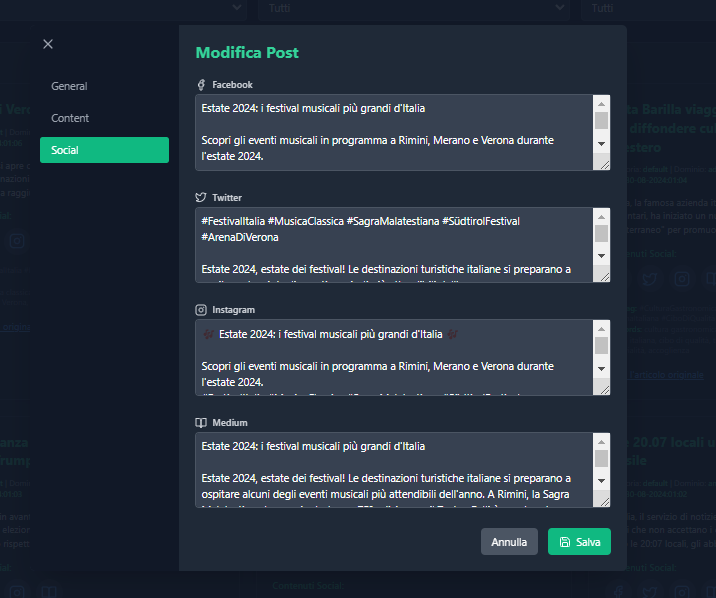 Tutti
Tutti
Modifica Post
General
Content
Social
Facebook
Estate 2024: i festival musicali più grandi d'Italia
Scopri gli eventi musicali in programma a Rimini, Merano e Verona durante
l'estate 2024.
Twitter
#FestivalItalia #MusicaClassica #SagraMalatestiana #SüdtirolFestival
#ArenaDiVerona
Estate 2024, estate dei festival! Le destinazioni turistiche italiane si preparano a
Instagram
Estate 2024: i festival musicali più grandi d'Italia
Scopri gli eventi musicali in programma a Rimini, Merano e Verona durante
l'estate 2024.
Medium
Estate 2024: i festival musicali più grandi d'Italia
Estate 2024, estate dei festival! Le destinazioni turistiche italiane si preparano a
ospitare alcuni degli eventi musicali più attendibili dell'anno. A Rimini, la Sagra
Annulla
Salva